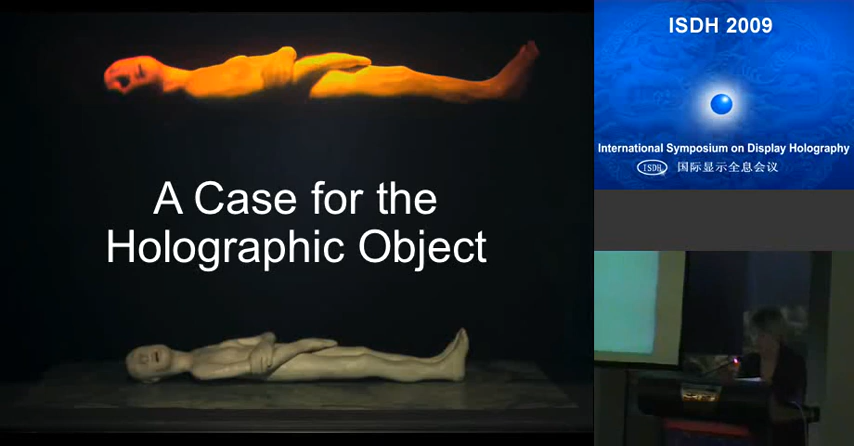 A Case for the
Holographic Object
ISDH 2009
International Symposium on Display Holography
ISDH
国际显示全息会议